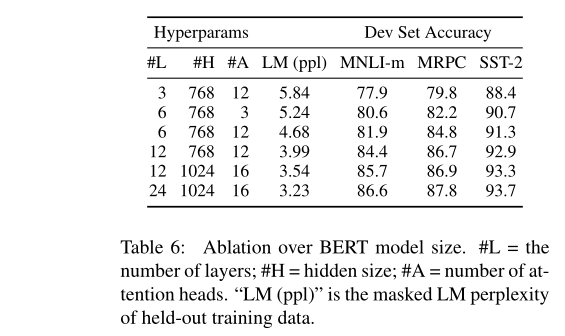 Hyperparams Dev Set Accuracy
#L #H #A LM (ppl) MNLI-m MRPC SST-2
3 768 12 5.84 77.9 79.8 88.4
6 768 3 5.24 80.6 82.2 90.7
6 768 12 4.68 81.9 84.8 91.3
12 768 12 3.99 84.4 86.7 92.9
12 1024 16 3.54 85.7 86.9 93.3
24 1024 16 3.23 86.6 87.8 93.7
Table 6: Ablation over BERT model size. #L = the
number of layers; #H = hidden size; #A = number of at-
tention heads. “LM (ppl)” is the masked LM perplexity
of held-out training data.